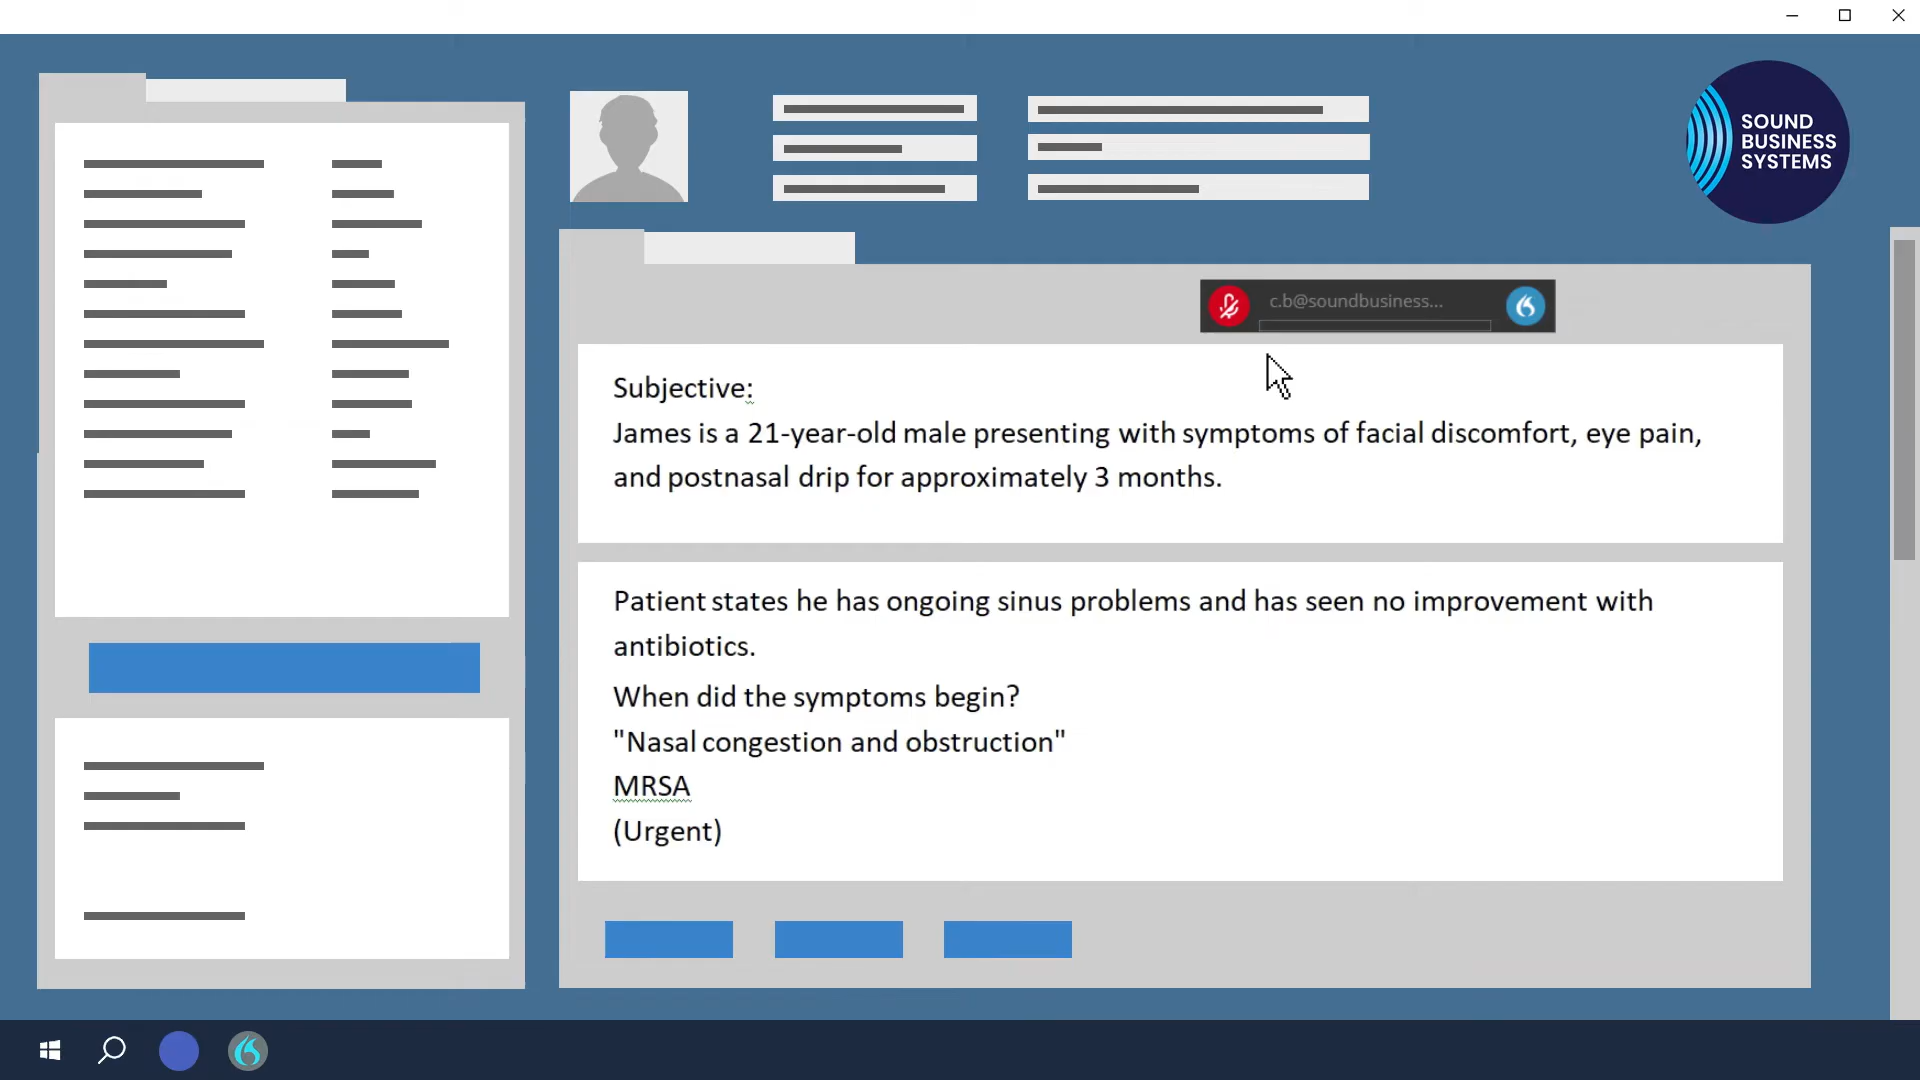 SOUND
BUSINESS
SYSTEMS
c.b@soundbusiness...
Subjective:
James is a 21-year-old male presenting with symptoms of facial discomfort, eye pain,
and postnasal drip for approximately 3 months.
Patient states he has ongoing sinus problems and has seen no improvement with
antibiotics.
When did the symptoms begin?
"Nasal congestion and obstruction"
MRSA
(Urgent)